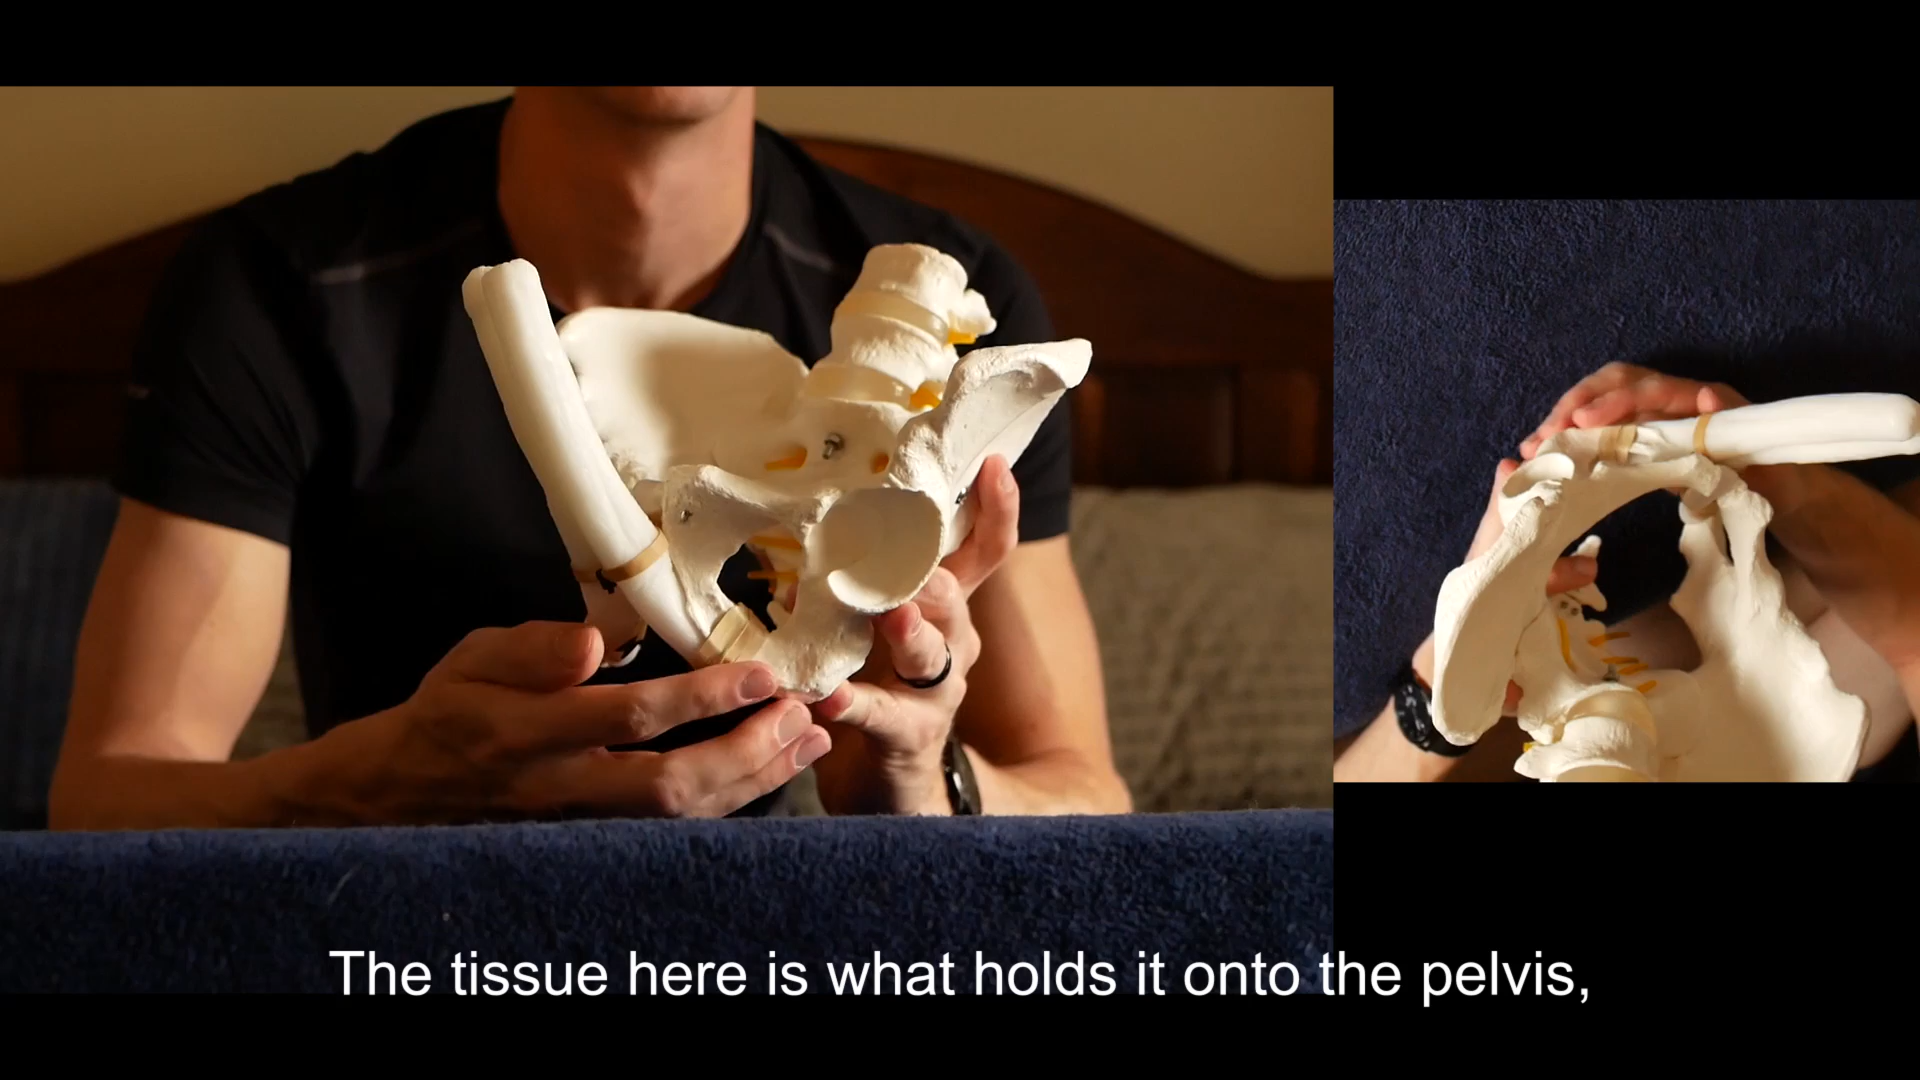 The tissue here is what holds it onto the pelvis,